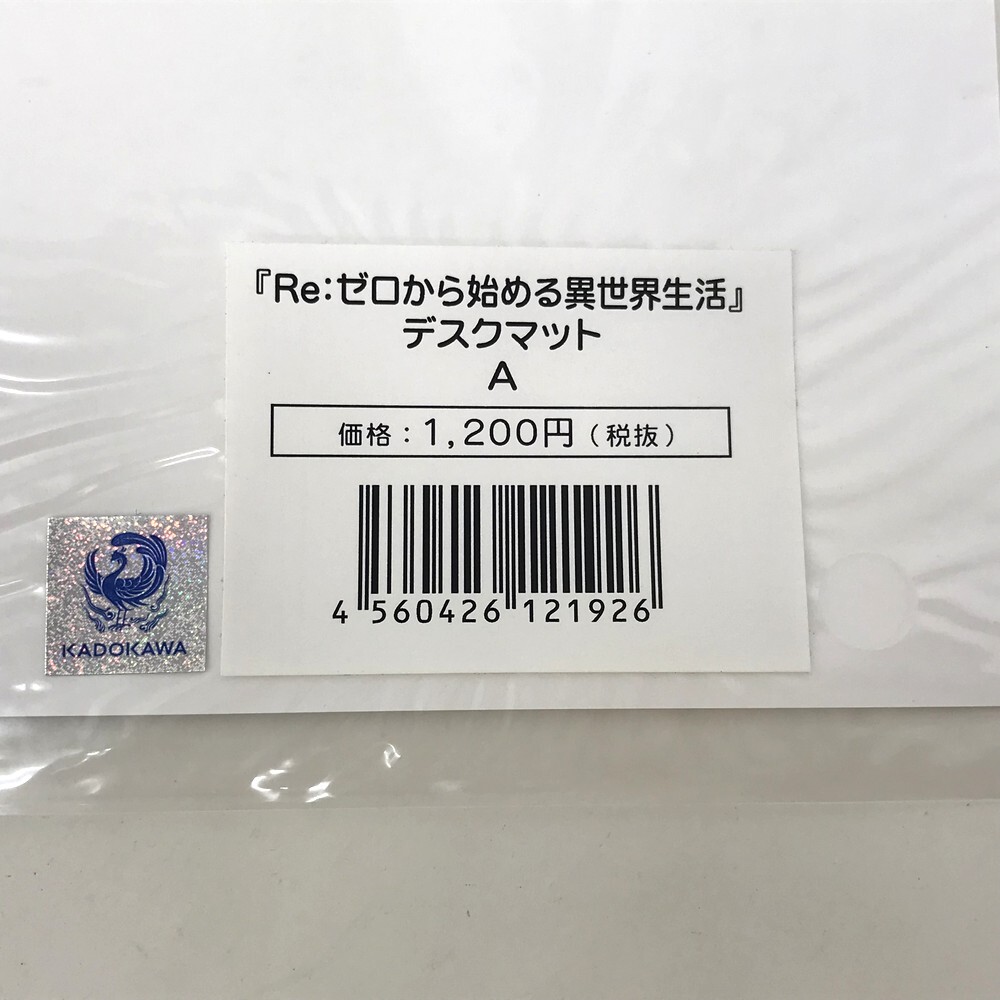 『Re:ゼロから始める異世界生活』
デスクマット
A
価格：1,200円（税抜）
4 560426 121926
KADOKAWA